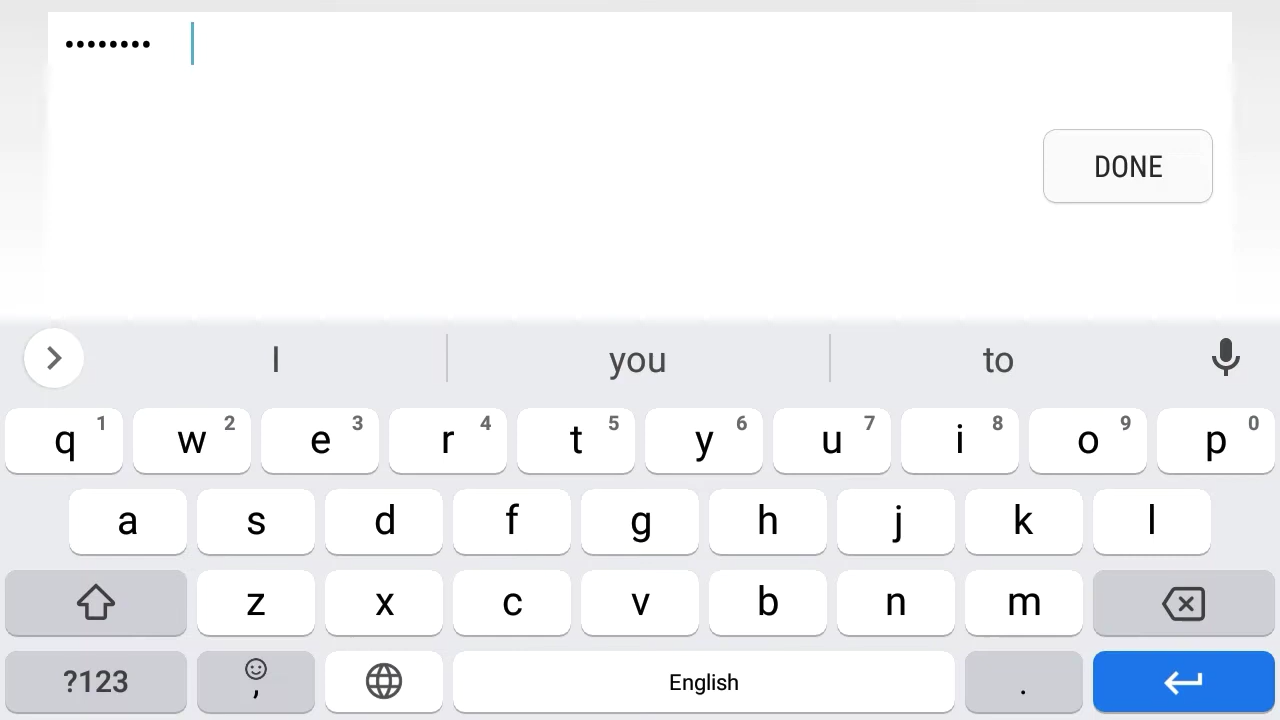 ••••••••
DONE
I you to
q 1 w 2 e 3 r 4 t 5 y 6 u 7 i 8 o 9 p 0
a s d f g h j k l
z x c v b n m
?123 , English .